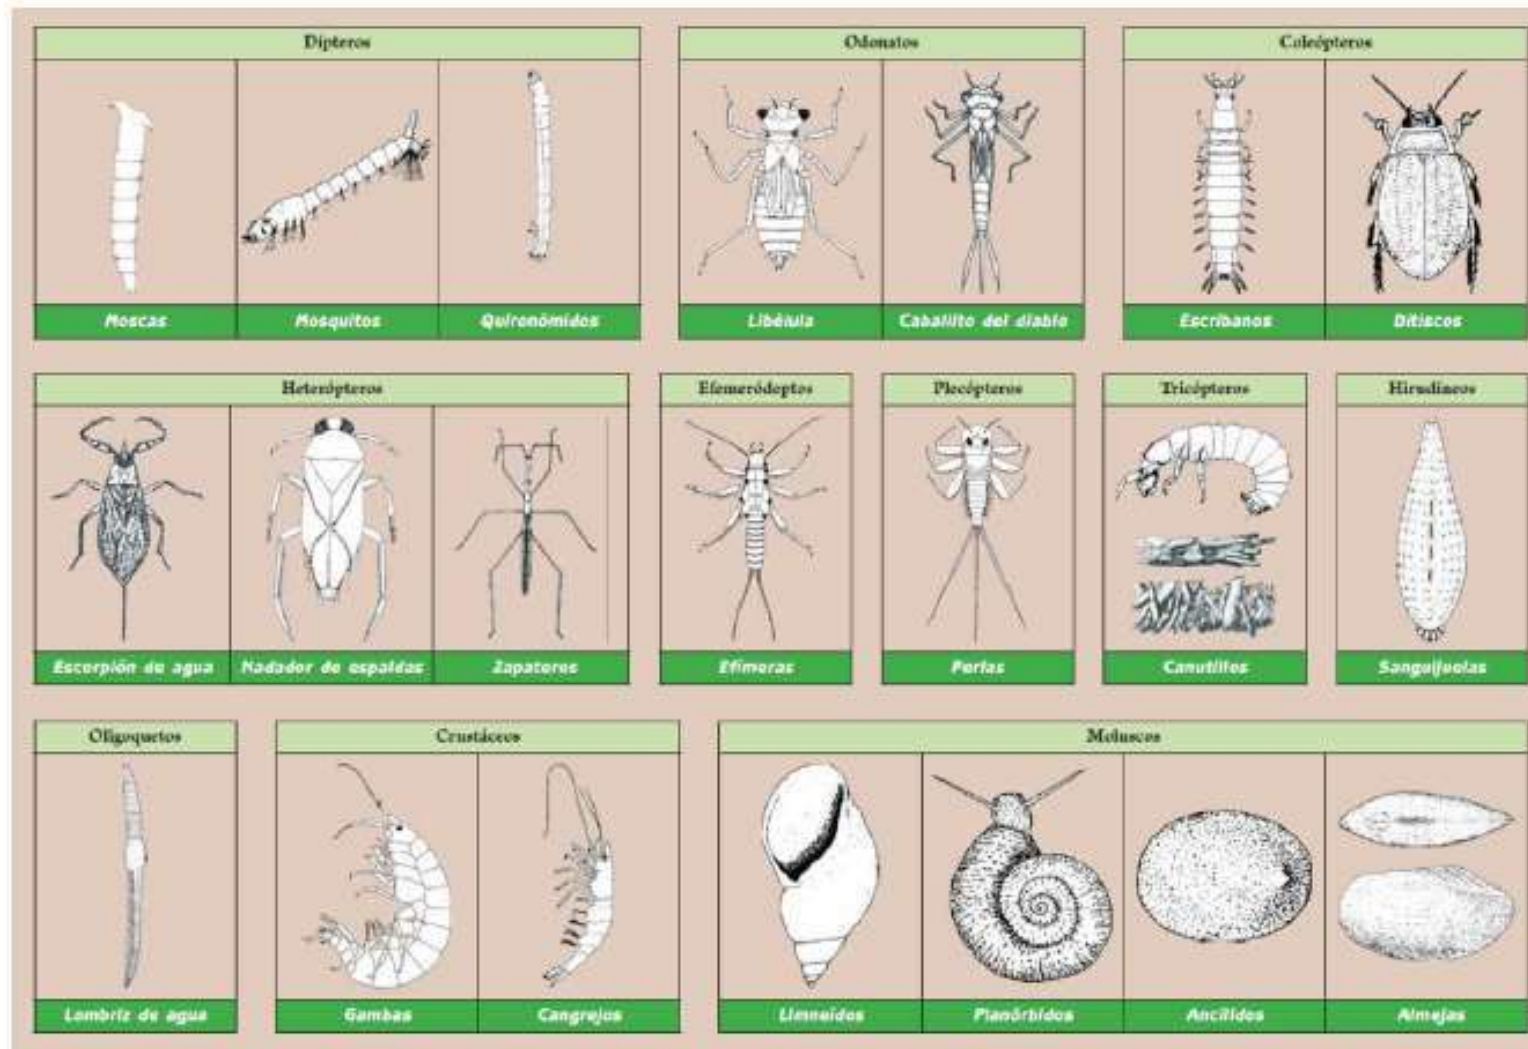 Dípteros
Odonatos
Coleópteros
Moscas
Mosquitos
Quironómidos
Libélula
Caballito del diablo
Escribanos
Ditiscos
Heterópteros
Efemerópteros
Plecópteros
Tricópteros
Hirudíneos
Escorpión de agua
Nadador de espaldas
Zapateros
Efímeras
Perlas
Canutillos
Sanguijuelas
Oligoquetos
Crustáceos
Moluscos
Lombriz de agua
Gambas
Cangrejos
Limneidos
Planórbidos
Ancílidos
Almejas